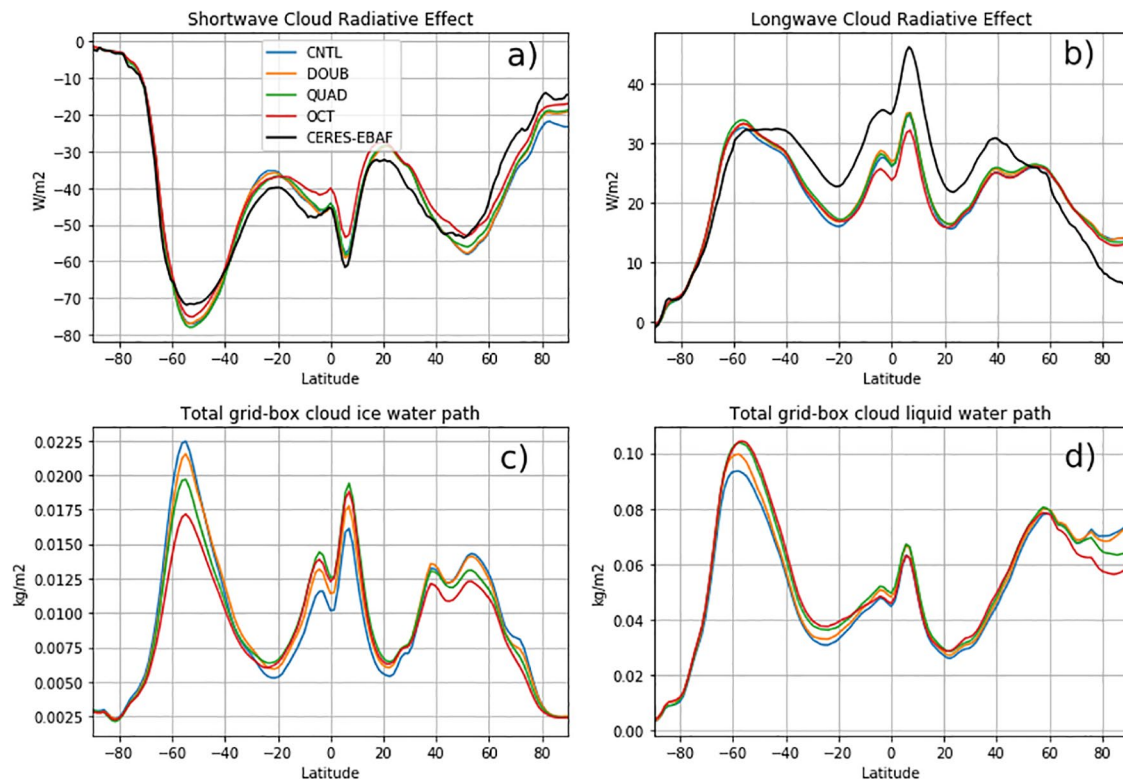 Shortwave Cloud Radiative Effect
0
−10
−20
−30
−40
−50
−60
−70
−80
W/m2
CNTL
DOUB
QUAD
OCT
CERES-EBAF
a)
−80 −60 −40 −20 0 20 40 60 80
Latitude
Longwave Cloud Radiative Effect
40
30
20
10
0
W/m2
b)
−80 −60 −40 −20 0 20 40 60 80
Latitude
Total grid-box cloud ice water path
0.0225
0.0200
0.0175
0.0150
0.0125
0.0100
0.0075
0.0050
0.0025
kg/m2
c)
−80 −60 −40 −20 0 20 40 60 80
Latitude
Total grid-box cloud liquid water path
0.10
0.08
0.06
0.04
0.02
0.00
kg/m2
d)
−80 −60 −40 −20 0 20 40 60 80
Latitude